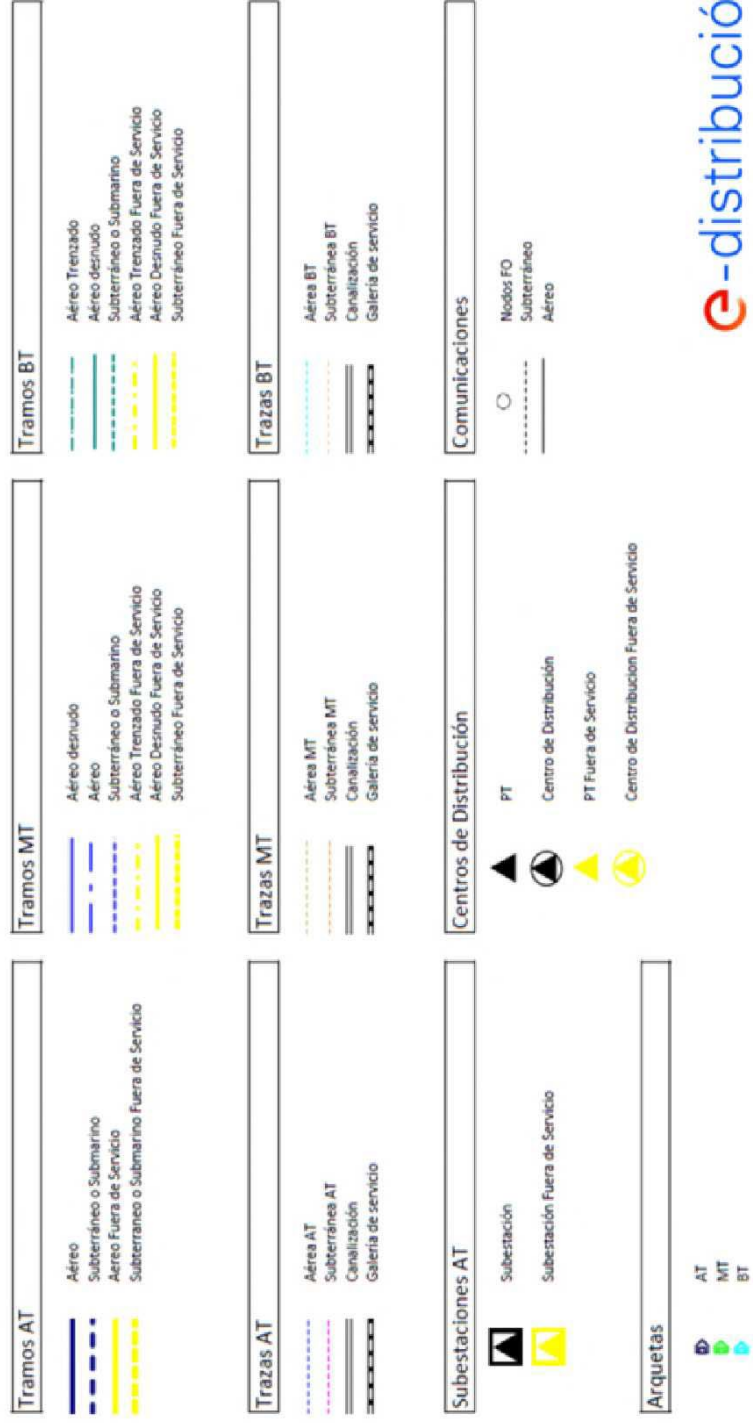 Tramos AT
Aéreo
Subterráneo o Submarino
Aereo Fuera de Servicio
Subterraneo o Submarino Fuera de Servicio
Tramos MT
Aéreo desnudo
Aéreo
Subterráneo o Submarino
Aéreo Trenzado Fuera de Servicio
Aéreo Desnudo Fuera de Servicio
Subterráneo Fuera de Servicio
Tramos BT
Aéreo Trenzado
Aéreo desnudo
Subterráneo o Submarino
Aéreo Trenzado Fuera de Servicio
Aéreo Desnudo Fuera de Servicio
Subterráneo Fuera de Servicio
Trazas AT
Aérea AT
Subterránea AT
Canalización
Galería de servicio
Trazas MT
Aérea MT
Subterránea MT
Canalización
Galería de servicio
Trazas BT
Aérea BT
Subterránea BT
Canalización
Galería de servicio
Subestaciones AT
Subestación
Subestación Fuera de Servicio
Centros de Distribución
PT
Centro de Distribución
PT Fuera de Servicio
Centro de Distribucion Fuera de Servicio
Comunicaciones
Nodos FO
Subterráneo
Aéreo
Arquetas
AT
MT
BT
e-distribució